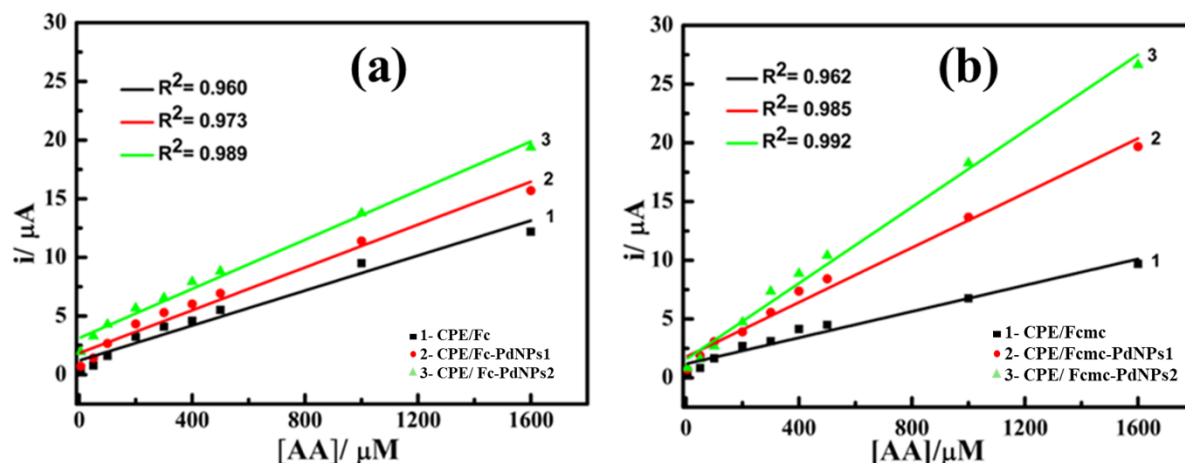 (a)
R²= 0.960
R²= 0.973
R²= 0.989
3
2
1
1- CPE/Fc
2- CPE/Fc-PdNPs1
3- CPE/ Fc-PdNPs2
i/ μA
30
25
20
15
10
5
0
0 400 800 1200 1600
[AA]/ μM
(b)
R²= 0.962
R²= 0.985
R²= 0.992
3
2
1
1- CPE/Fcmc
2- CPE/Fcmc-PdNPs1
3- CPE/ Fcmc-PdNPs2
i/ μA
30
25
20
15
10
5
0
0 400 800 1200 1600
[AA]/μM